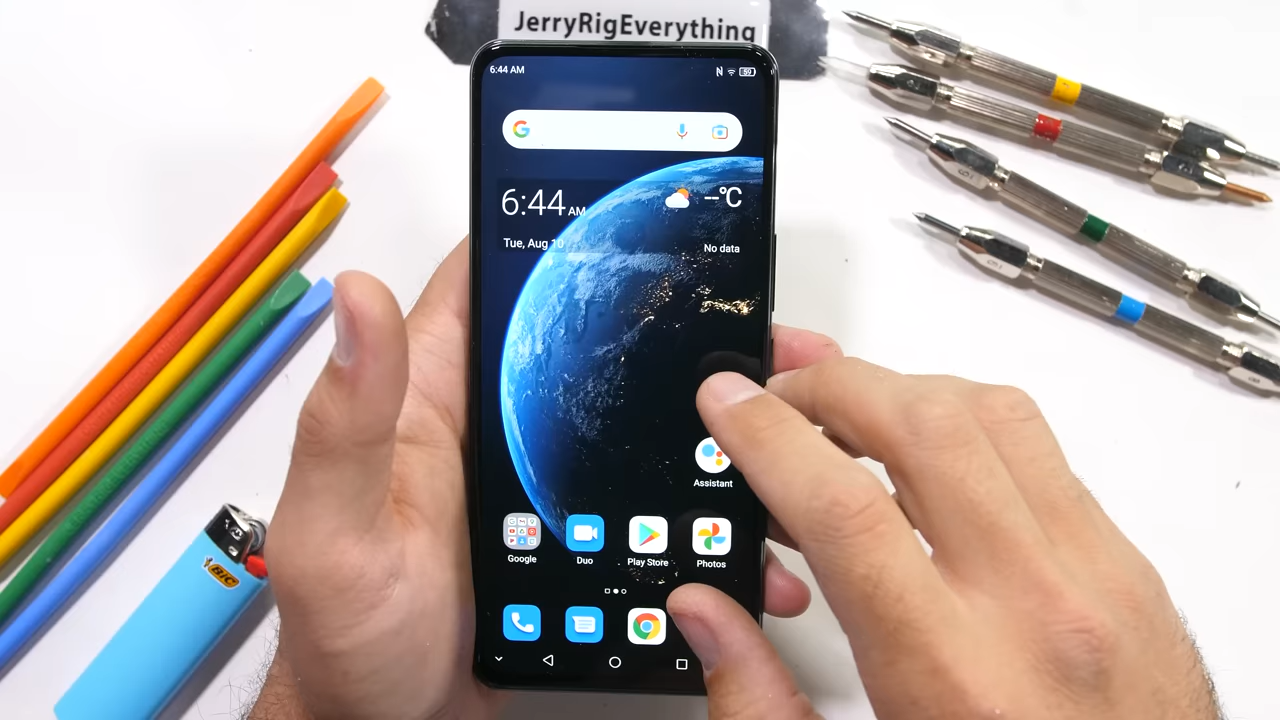 JerryRigEverything
6:44 AM
59
6:44 AM
--°C
Tue, Aug 10
No data
Assistant
Google
Duo
Play Store
Photos
BIC